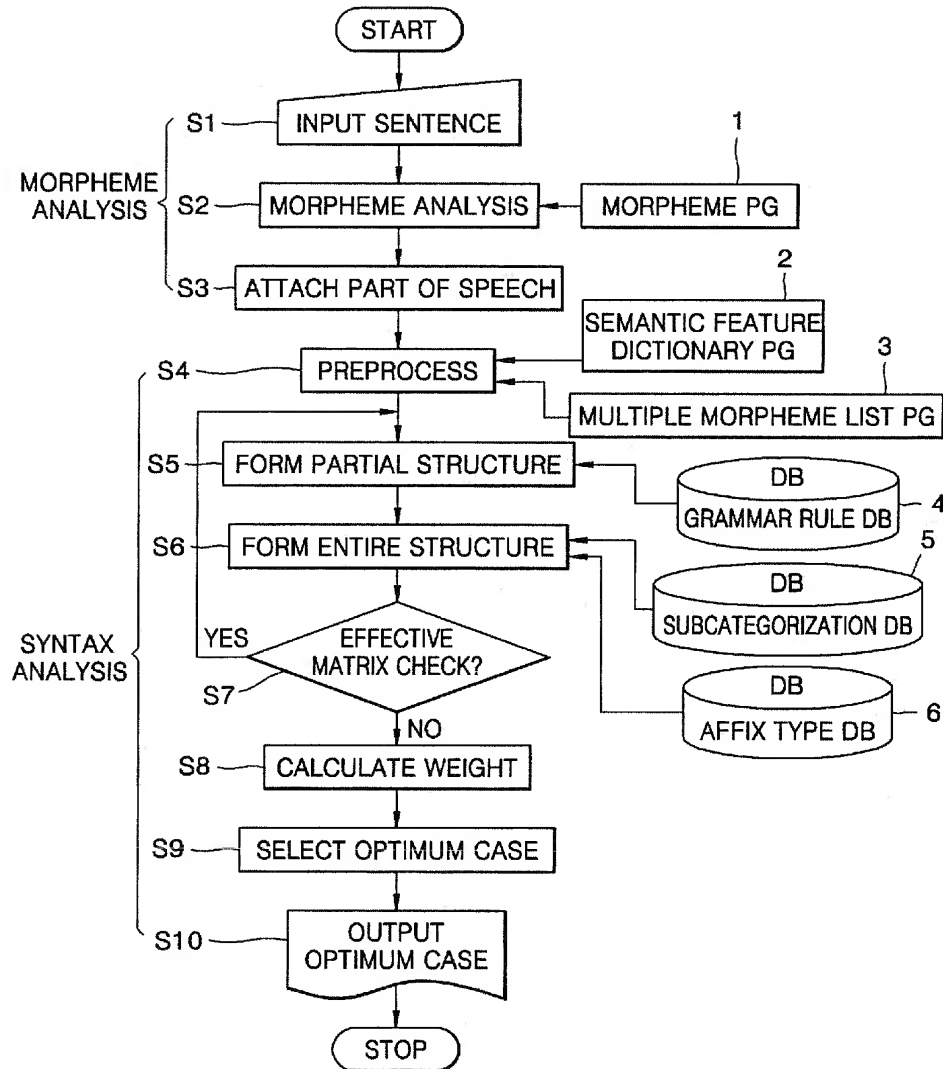 START
S1
INPUT SENTENCE
1
MORPHEME
ANALYSIS
S2
MORPHEME ANALYSIS
MORPHEME PG
S3
ATTACH PART OF SPEECH
2
SEMANTIC FEATURE
DICTIONARY PG
S4
PREPROCESS
3
MULTIPLE MORPHEME LIST PG
S5
FORM PARTIAL STRUCTURE
DB
GRAMMAR RULE DB
4
S6
FORM ENTIRE STRUCTURE
5
DB
SUBCATEGORIZATION DB
SYNTAX
ANALYSIS
YES
EFFECTIVE
MATRIX CHECK?
S7
DB
AFFIX TYPE DB
6
NO
S8
CALCULATE WEIGHT
S9
SELECT OPTIMUM CASE
S10
OUTPUT
OPTIMUM CASE
STOP